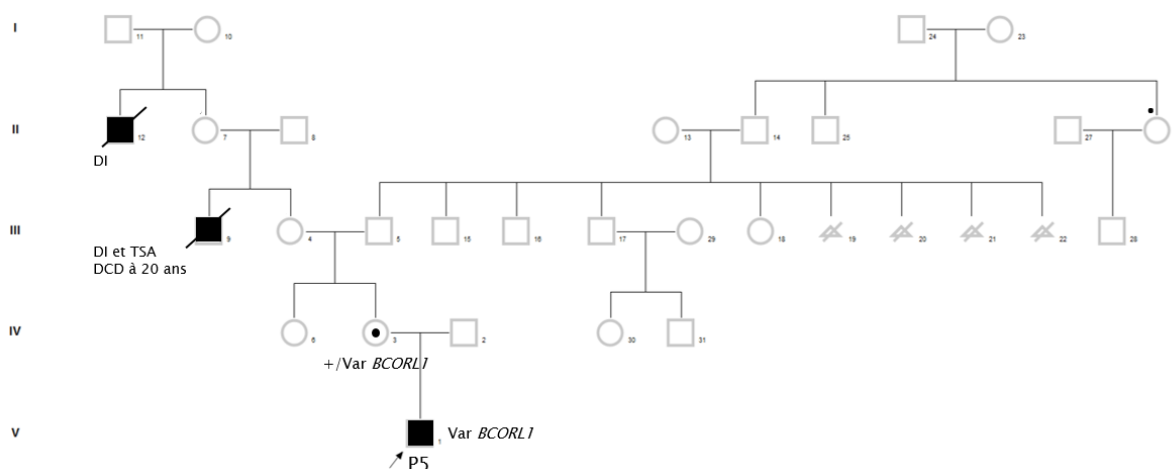 I
11 10 24 23
II
12 7 8 13 14 25 27
DI
III
9 4 5 15 16 17 29 18 19 20 21 22 28
DI et TSA
DCD à 20 ans
IV
6 3 2 30 31
+/Var BCORL1
V
1 Var BCORL1
P5